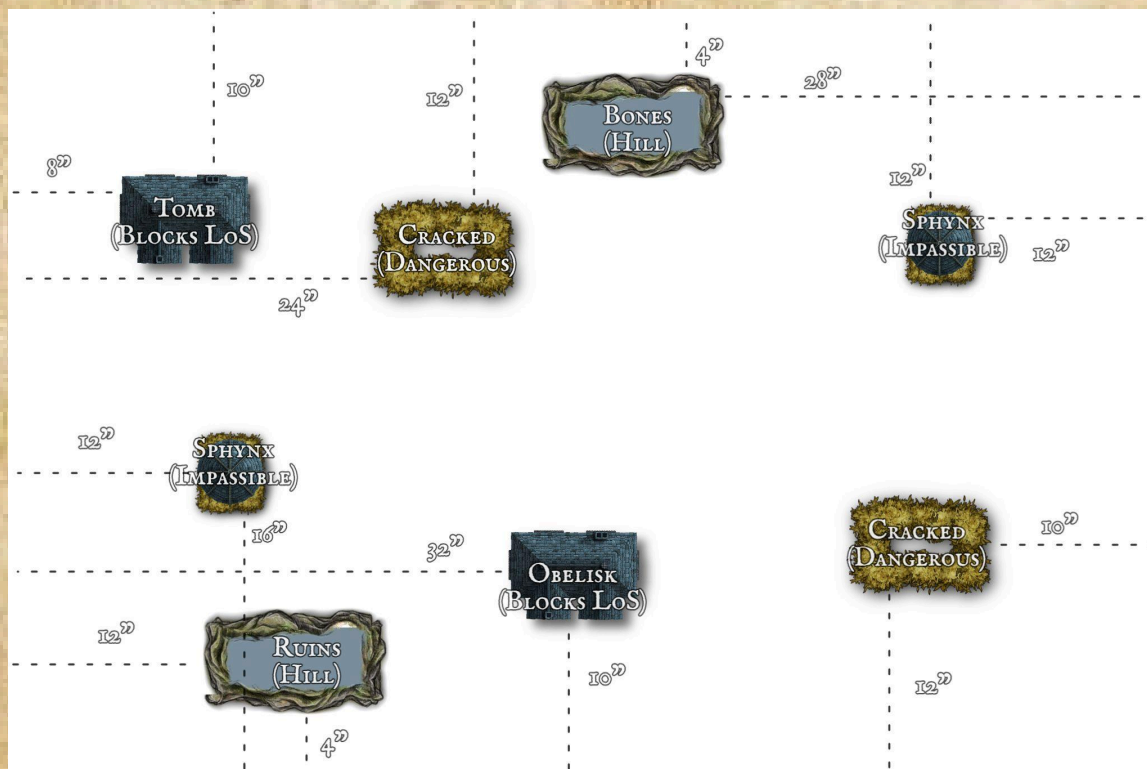 4”
10”
12”
28”
Bones
(Hill)
8”
12”
Tomb
(Blocks LoS)
Sphynx
(Impassible)
Cracked
(Dangerous)
12”
24”
12”
Sphynx
(Impassible)
16”
32”
10”
Cracked
(Dangerous)
Obelisk
(Blocks LoS)
12”
Ruins
(Hill)
10”
12”
4”